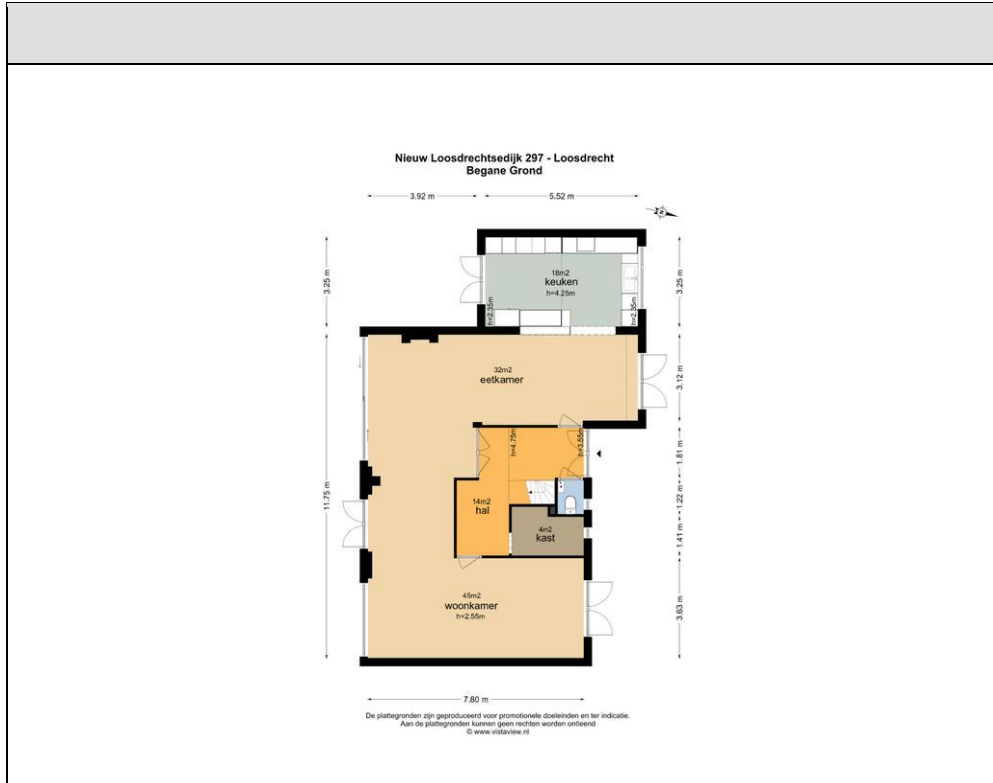 Nieuw Loosdrechtsedijk 297 - Loosdrecht
Begane Grond
3.92 m
5.52 m
N
3.25 m
3.25 m
18m2
keuken
h=4.25m
h=2.35m
h=2.35m
32m2
eetkamer
3.12 m
h=4.75m
h=3.55m
1.81 m
11.75 m
14m2
hal
1.22 m
4m2
kast
1.41 m
45m2
woonkamer
h=2.55m
3.63 m
7.80 m
De plattegronden zijn geproduceerd voor promotionele doeleinden en ter indicatie.
Aan de plattegronden kunnen geen rechten worden ontleend
© www.vistaview.nl